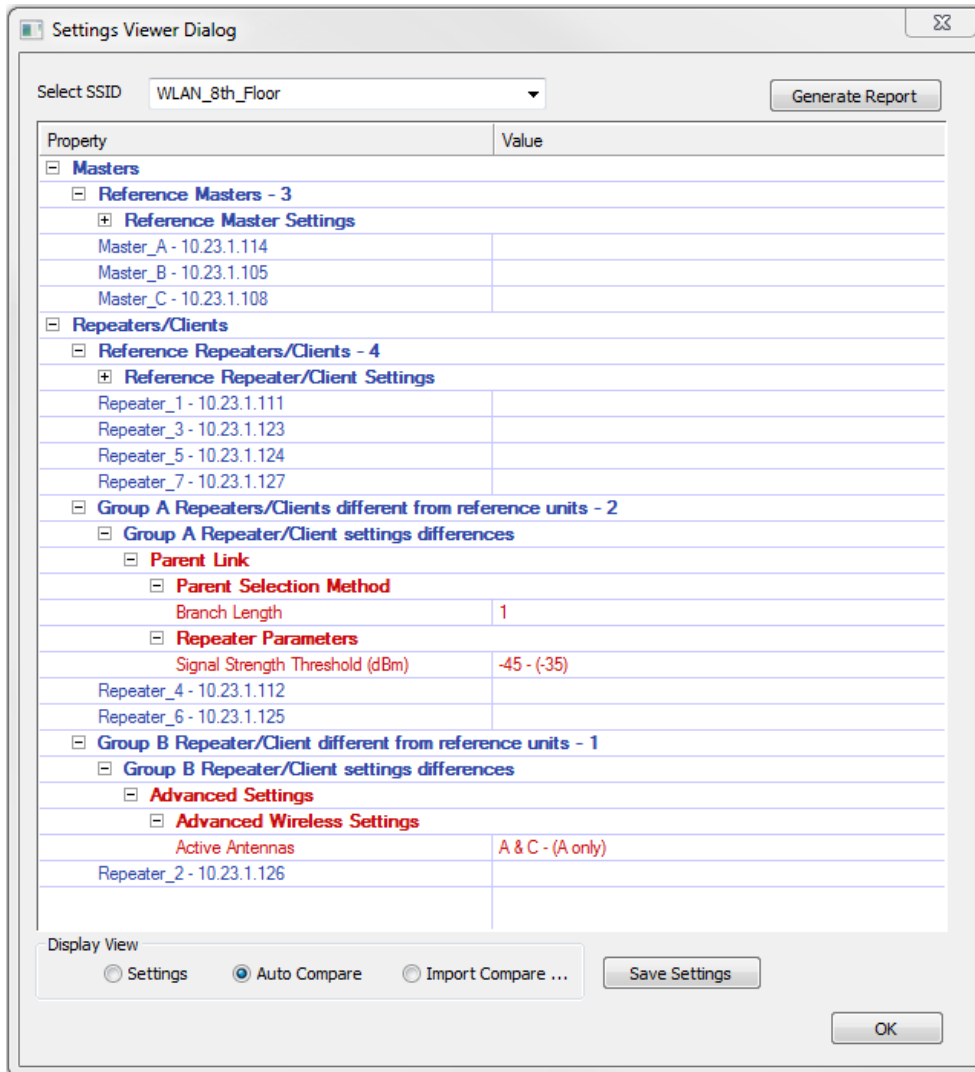 Settings Viewer Dialog
Select SSID WLAN_8th_Floor Generate Report
Property Value
Masters
Reference Masters - 3
Reference Master Settings
Master_A - 10.23.1.114
Master_B - 10.23.1.105
Master_C - 10.23.1.108
Repeaters/Clients
Reference Repeaters/Clients - 4
Reference Repeater/Client Settings
Repeater_1 - 10.23.1.111
Repeater_3 - 10.23.1.123
Repeater_5 - 10.23.1.124
Repeater_7 - 10.23.1.127
Group A Repeaters/Clients different from reference units - 2
Group A Repeater/Client settings differences
Parent Link
Parent Selection Method
Branch Length 1
Repeater Parameters
Signal Strength Threshold (dBm) -45 - (-35)
Repeater_4 - 10.23.1.112
Repeater_6 - 10.23.1.125
Group B Repeater/Client different from reference units - 1
Group B Repeater/Client settings differences
Advanced Settings
Advanced Wireless Settings
Active Antennas A & C - (A only)
Repeater_2 - 10.23.1.126
Display View
Settings Auto Compare Import Compare ... Save Settings
OK